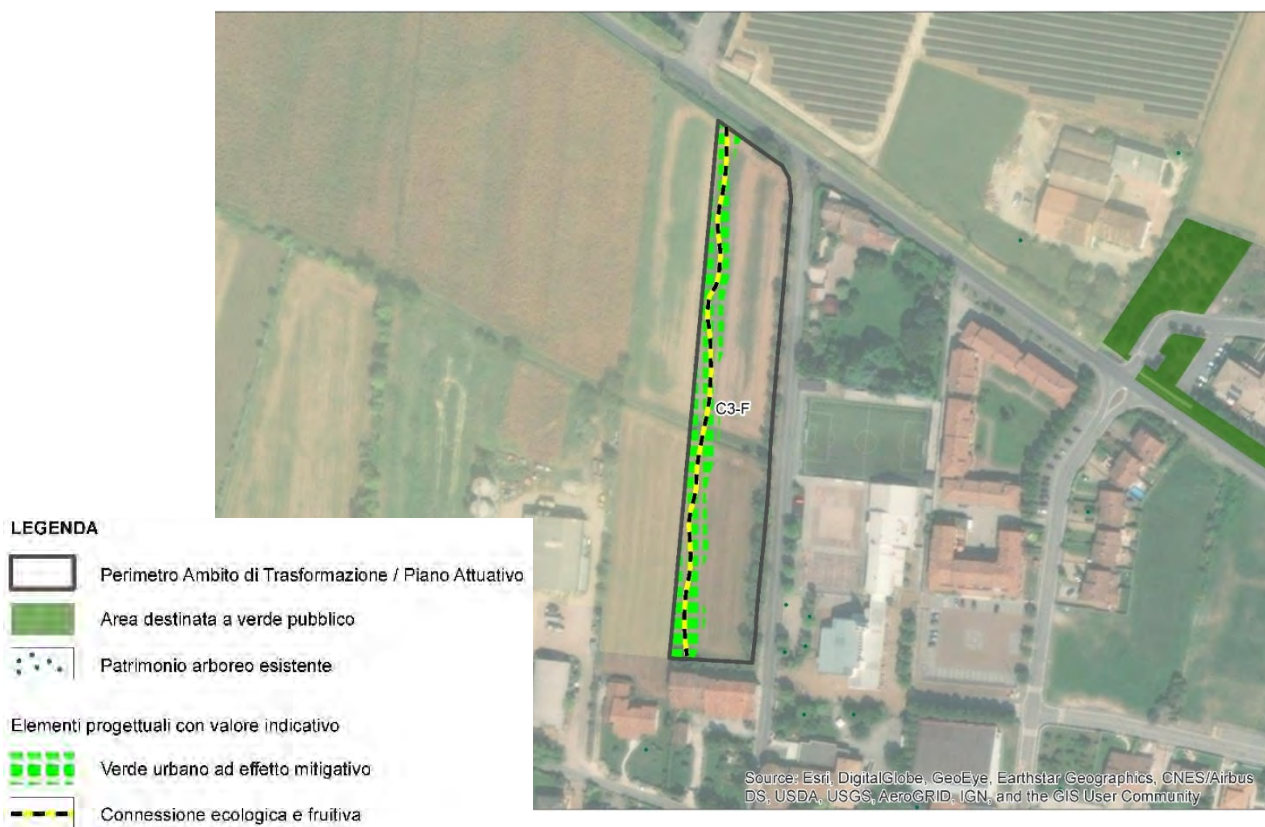 C3-F
LEGENDA
Perimetro Ambito di Trasformazione / Piano Attuativo
Area destinata a verde pubblico
Patrimonio arboreo esistente
Elementi progettuali con valore indicativo
Verde urbano ad effetto mitigativo
Connessione ecologica e fruitiva
Source: Esri, DigitalGlobe, GeoEye, Earthstar Geographics, CNES/Airbus
DS, USDA, USGS, AeroGRID, IGN, and the GIS User Community